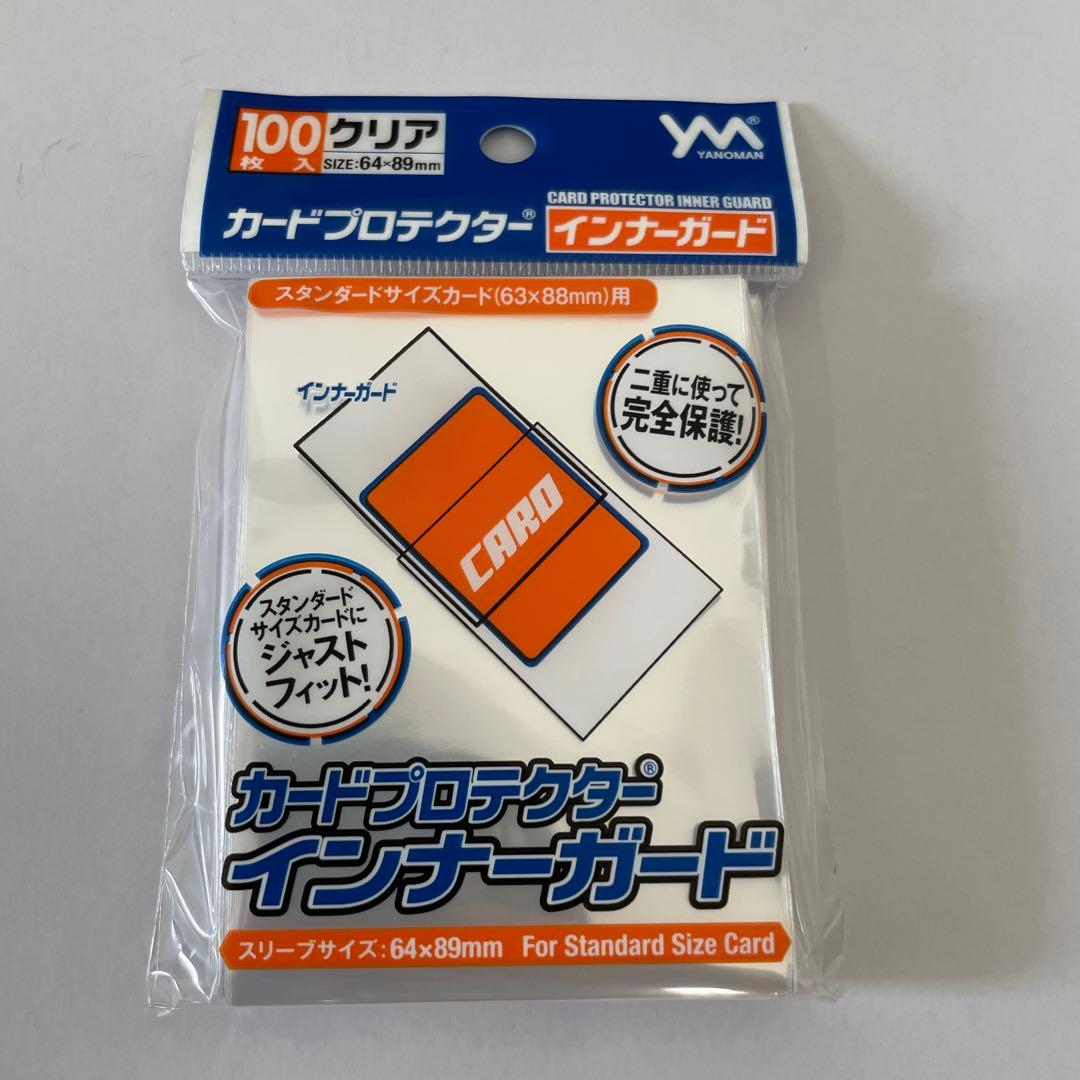 100
枚入
クリア
SIZE:64×89mm
YM®
YANOMAN
CARD PROTECTOR INNER GUARD
カードプロテクター®
インナーガード
スタンダードサイズカード(63×88mm)用
インナーガード
二重に使って
完全保護!
CARD
スタンダード
サイズカードに
ジャスト
フィット!
カードプロテクター®
インナーガード
スリーブサイズ:64×89mm For Standard Size Card